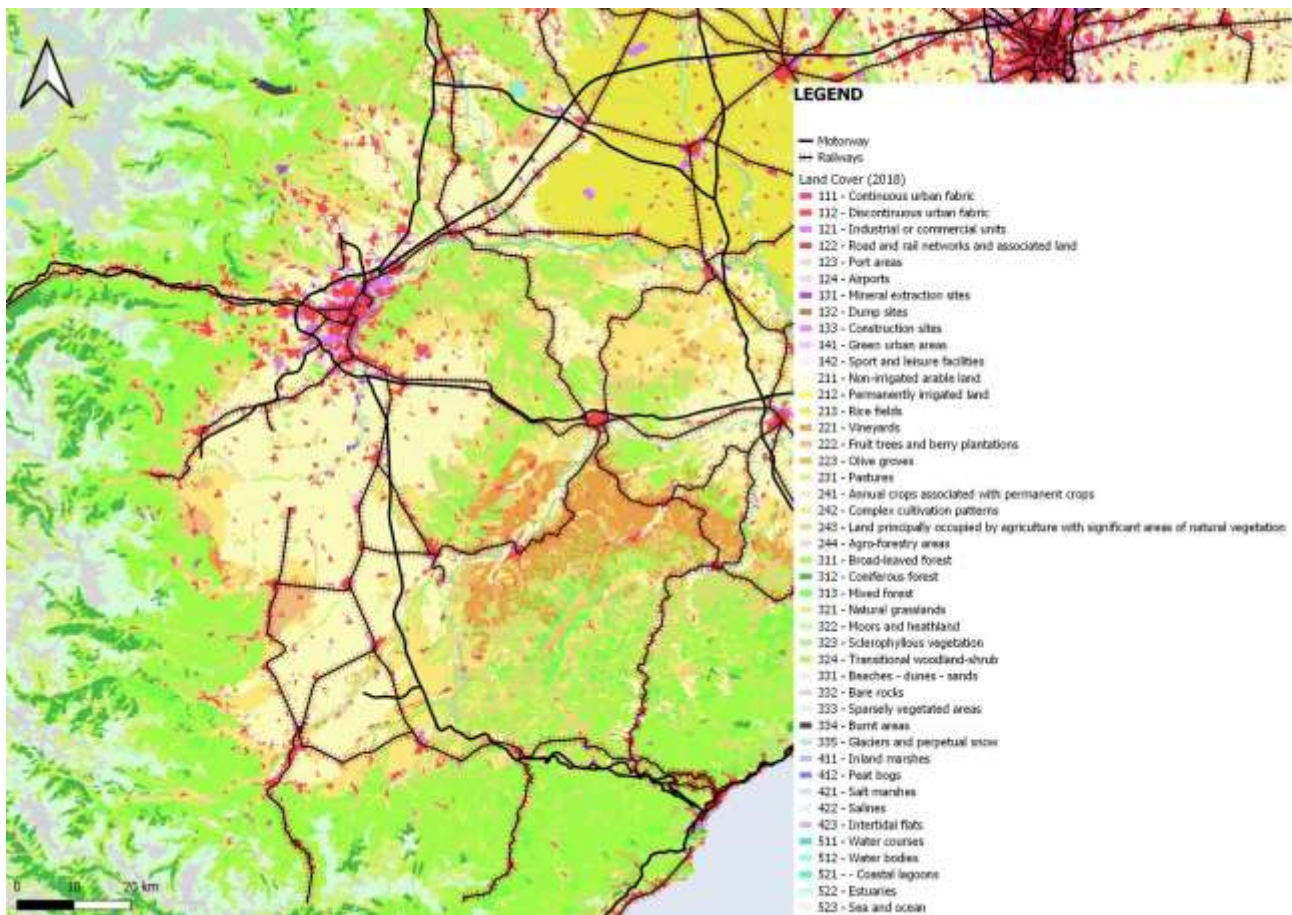 LEGEND
Motorway
Railways
Land Cover (2018)
111 - Continuous urban fabric
112 - Discontinuous urban fabric
121 - Industrial or commercial units
122 - Road and rail networks and associated land
123 - Port areas
124 - Airports
131 - Mineral extraction sites
132 - Dump sites
133 - Construction sites
141 - Green urban areas
142 - Sport and leisure facilities
211 - Non-irrigated arable land
212 - Permanently irrigated land
213 - Rice fields
221 - Vineyards
222 - Fruit trees and berry plantations
223 - Olive groves
231 - Pastures
241 - Annual crops associated with permanent crops
242 - Complex cultivation patterns
243 - Land principally occupied by agriculture with significant areas of natural vegetation
244 - Agro-forestry areas
311 - Broad-leaved forest
312 - Coniferous forest
313 - Mixed forest
321 - Natural grasslands
322 - Moors and heathland
323 - Sclerophyllous vegetation
324 - Transitional woodland-shrub
331 - Beaches - dunes - sands
332 - Bare rocks
333 - Sparsely vegetated areas
334 - Burnt areas
335 - Glaciers and perpetual snow
411 - Inland marshes
412 - Peat bogs
421 - Salt marshes
422 - Salines
423 - Intertidal flats
511 - Water courses
512 - Water bodies
521 - - Coastal lagoons
522 - Estuaries
523 - Sea and ocean
0 10 20 km